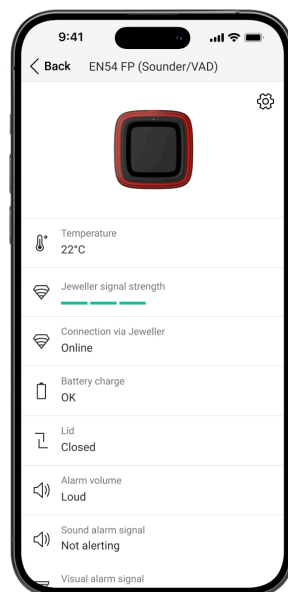 9:41
Back EN54 FP (Sounder/VAD)
Temperature
22°C
Jeweller signal strength
Connection via Jeweller
Online
Battery charge
OK
Lid
Closed
Alarm volume
Loud
Sound alarm signal
Not alerting
Visual alarm signal